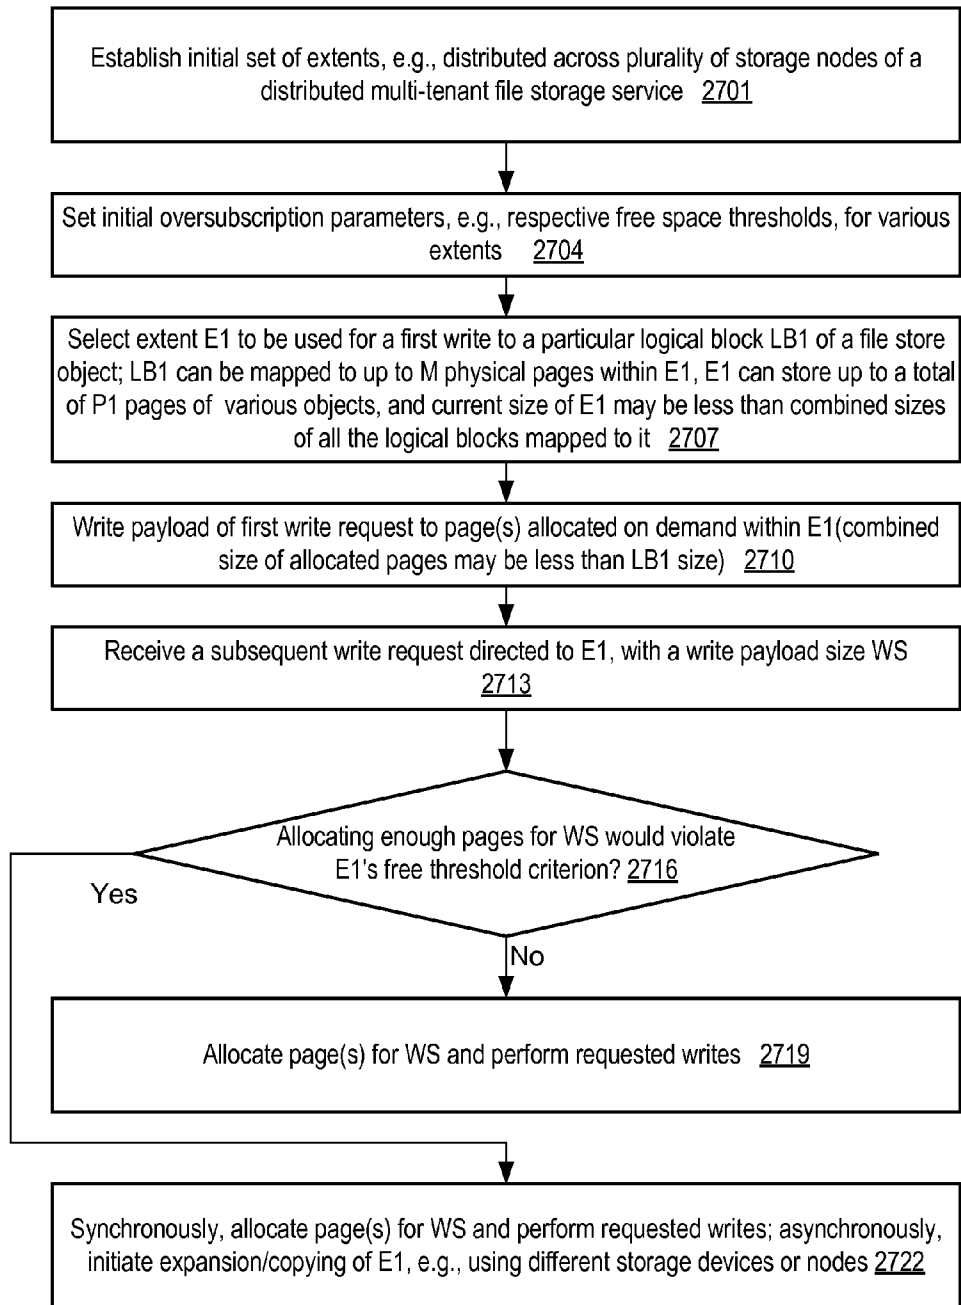 Establish initial set of extents, e.g., distributed across plurality of storage nodes of a
distributed multi-tenant file storage service 2701
Set initial oversubscription parameters, e.g., respective free space thresholds, for various
extents 2704
Select extent E1 to be used for a first write to a particular logical block LB1 of a file store
object; LB1 can be mapped to up to M physical pages within E1, E1 can store up to a total
of P1 pages of various objects, and current size of E1 may be less than combined sizes
of all the logical blocks mapped to it 2707
Write payload of first write request to page(s) allocated on demand within E1(combined
size of allocated pages may be less than LB1 size) 2710
Receive a subsequent write request directed to E1, with a write payload size WS
2713
Allocating enough pages for WS would violate
E1's free threshold criterion? 2716
Yes
No
Allocate page(s) for WS and perform requested writes 2719
Synchronously, allocate page(s) for WS and perform requested writes; asynchronously,
initiate expansion/copying of E1, e.g., using different storage devices or nodes 2722